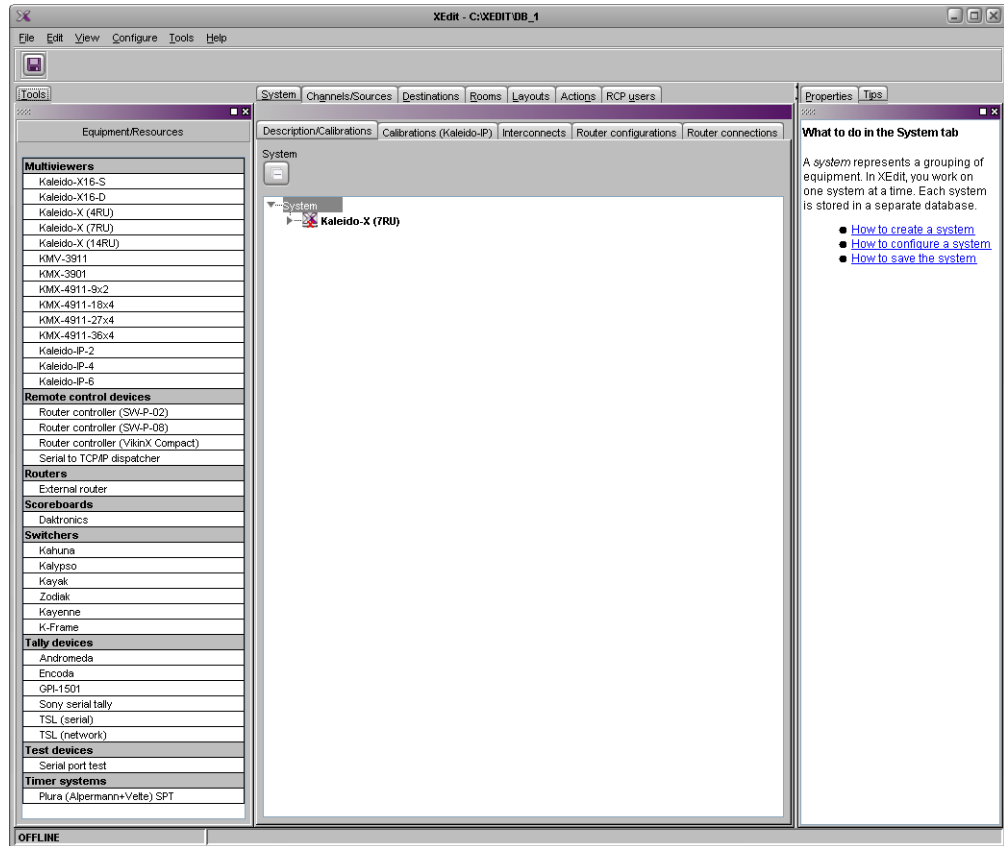 XEdit - C:\XEDIT\DB_1
File Edit View Configure Tools Help
Tools
Equipment/Resources
Multiviewers
Kaleido-X16-S
Kaleido-X16-D
Kaleido-X (4RU)
Kaleido-X (7RU)
Kaleido-X (14RU)
KMV-3911
KMX-3901
KMX-4911-9x2
KMX-4911-18x4
KMX-4911-27x4
KMX-4911-36x4
Kaleido-IP-2
Kaleido-IP-4
Kaleido-IP-6
Remote control devices
Router controller (SW-P-02)
Router controller (SW-P-08)
Router controller (VikinX Compact)
Serial to TCP/IP dispatcher
Routers
External router
Scoreboards
Daktronics
Switchers
Kahuna
Kalypso
Kayak
Zodiak
Kayenne
K-Frame
Tally devices
Andromeda
Encoda
GPI-1501
Sony serial tally
TSL (serial)
TSL (network)
Test devices
Serial port test
Timer systems
Plura (Alpermann+Velte) SPT
System Channels/Sources Destinations Rooms Layouts Actions RCP users
Description/Calibrations Calibrations (Kaleido-IP) Interconnects Router configurations Router connections
System
System
Kaleido-X (7RU)
Properties Tips
What to do in the System tab
A system represents a grouping of
equipment. In XEdit, you work on
one system at a time. Each system
is stored in a separate database.
How to create a system
How to configure a system
How to save the system
OFFLINE